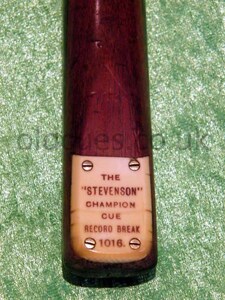 oldcues.co.uk
THE
"STEVENSON"
CHAMPION
CUE
RECORD BREAK
1016.